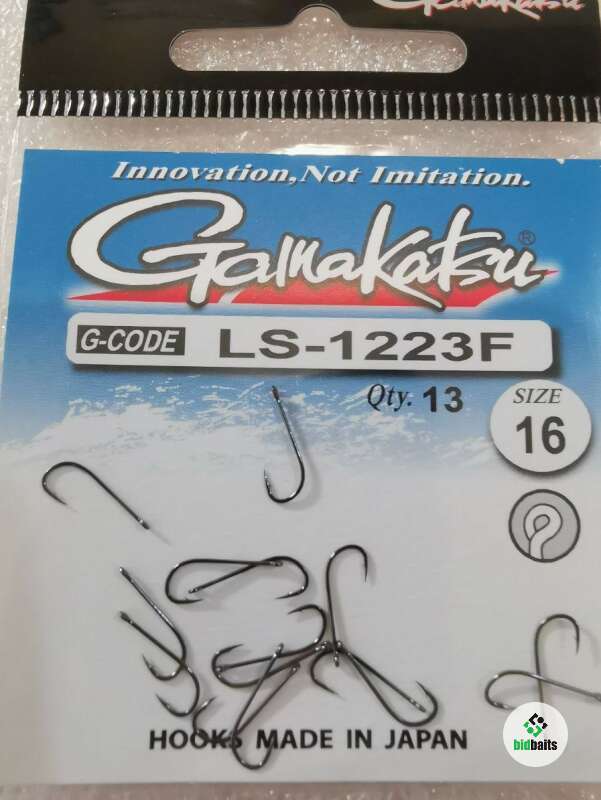 Gamakatsu
Innovation, Not Imitation.
Gamakatsu®
G-CODE LS-1223F
Qty. 13
SIZE
16
HOOKS MADE IN JAPAN
bidbaits